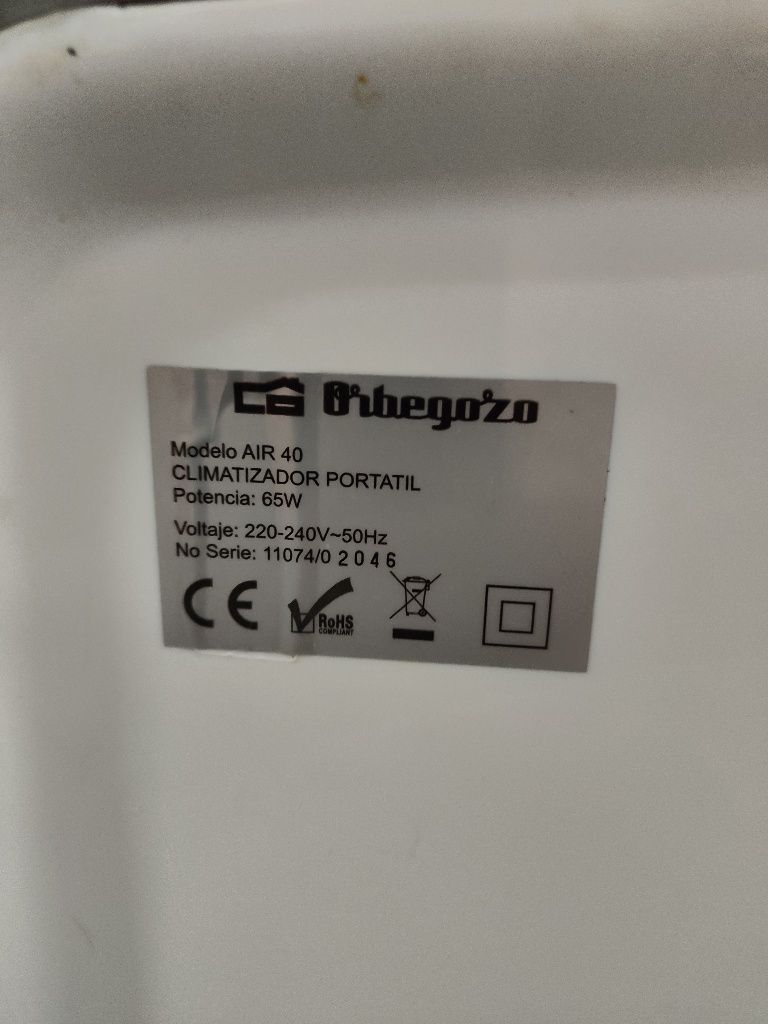 Orbegozo
Modelo AIR 40
CLIMATIZADOR PORTATIL
Potencia: 65W
Voltaje: 220-240V~50Hz
No Serie: 11074/0 2 0 4 6
CE
RoHS
COMPLIANT